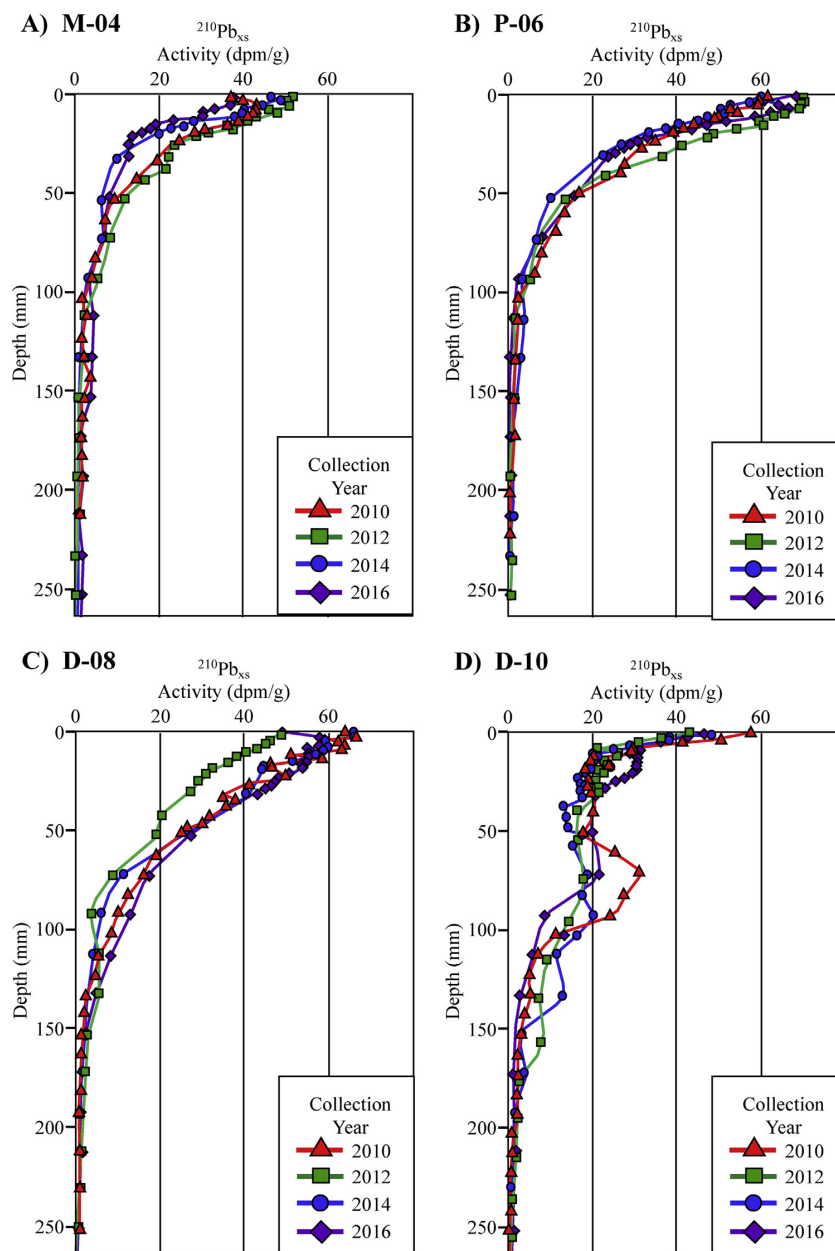 A) M-04
210Pbxs
Activity (dpm/g)
0 20 40 60
0
50
100
150
200
250
Depth (mm)
Collection
Year
2010
2012
2014
2016
B) P-06
210Pbxs
Activity (dpm/g)
0 20 40 60
0
50
100
150
200
250
Depth (mm)
Collection
Year
2010
2012
2014
2016
C) D-08
210Pbxs
Activity (dpm/g)
0 20 40 60
0
50
100
150
200
250
Depth (mm)
Collection
Year
2010
2012
2014
2016
D) D-10
210Pbxs
Activity (dpm/g)
0 20 40 60
0
50
100
150
200
250
Depth (mm)
Collection
Year
2010
2012
2014
2016